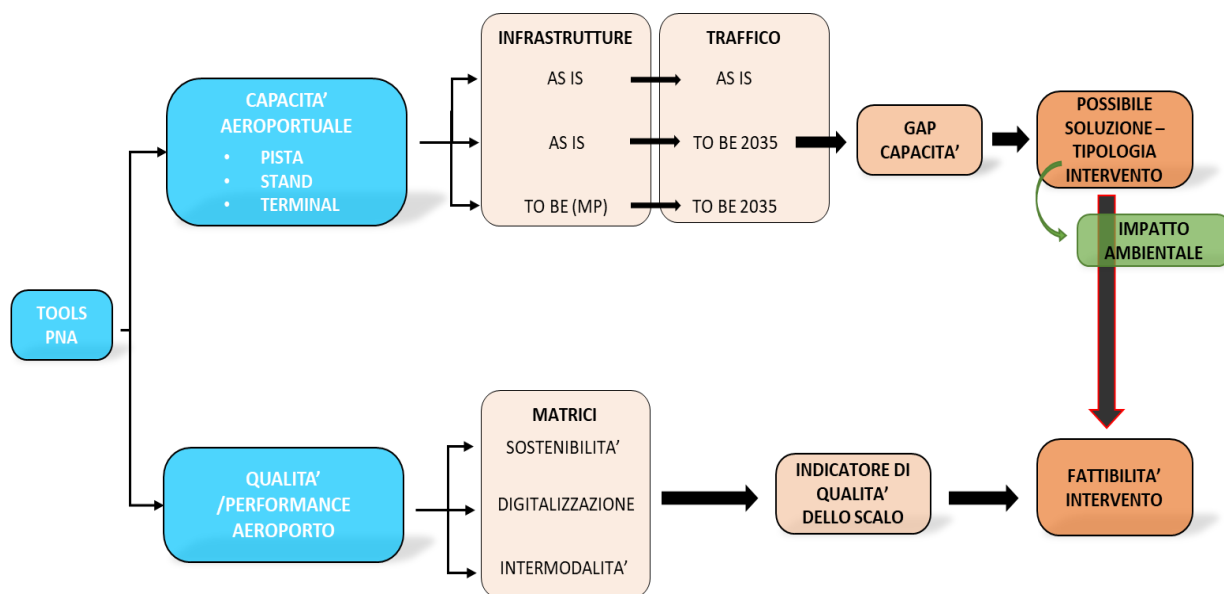 TOOLS
PNA
CAPACITA’
AEROPORTUALE
• PISTA
• STAND
• TERMINAL
INFRASTRUTTURE
AS IS
AS IS
TO BE (MP)
TRAFFICO
AS IS
TO BE 2035
TO BE 2035
GAP
CAPACITA’
POSSIBILE
SOLUZIONE –
TIPOLOGIA
INTERVENTO
IMPATTO
AMBIENTALE
QUALITA’
/PERFORMANCE
AEROPORTO
MATRICI
SOSTENIBILITA’
DIGITALIZZAZIONE
INTERMODALITA’
INDICATORE DI
QUALITA’
DELLO SCALO
FATTIBILITA’
INTERVENTO